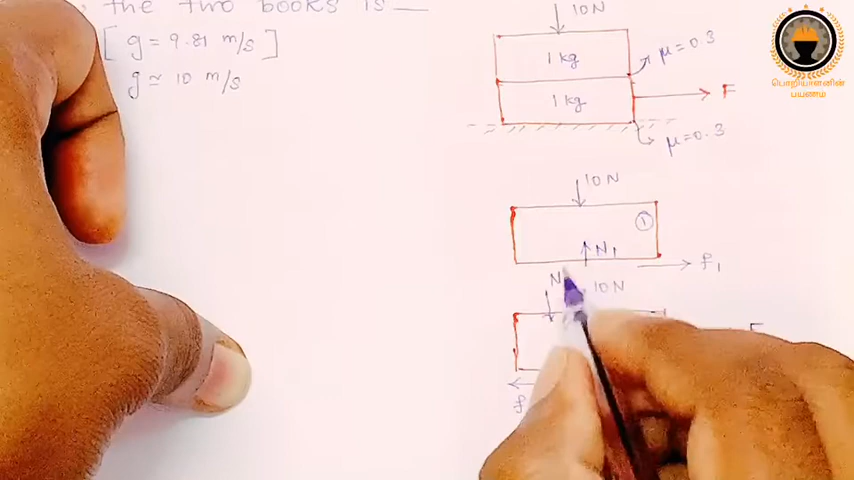 the two books is
[ g = 9.81 m/s ]
g ≃ 10 m/s
10N
1 kg
μ=0.3
1 kg
F
μ=0.3
10N
①
N₁
f₁
N
10N
பொறியாளனின்
பயணம்